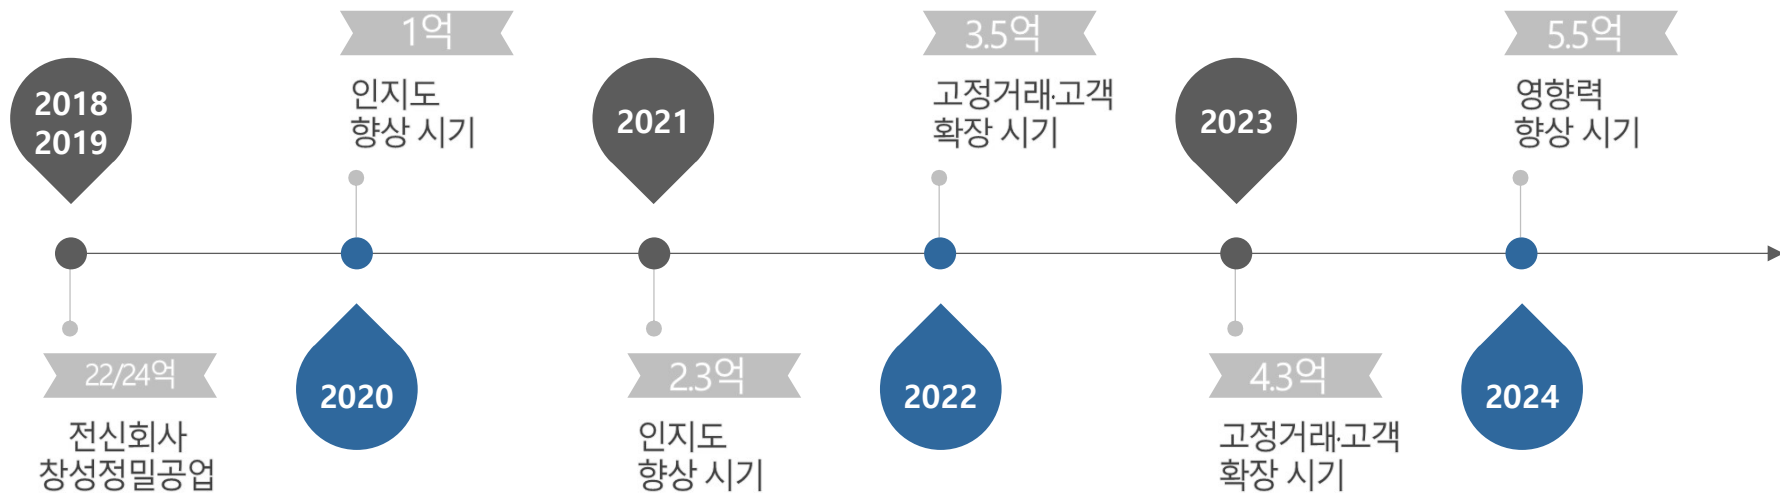 2018
2019
22/24억
전신회사
창성정밀공업
1억
인지도
향상 시기
2020
2021
2.3억
인지도
향상 시기
3.5억
고정거래·고객
확장 시기
2022
2023
4.3억
고정거래·고객
확장 시기
5.5억
영향력
향상 시기
2024